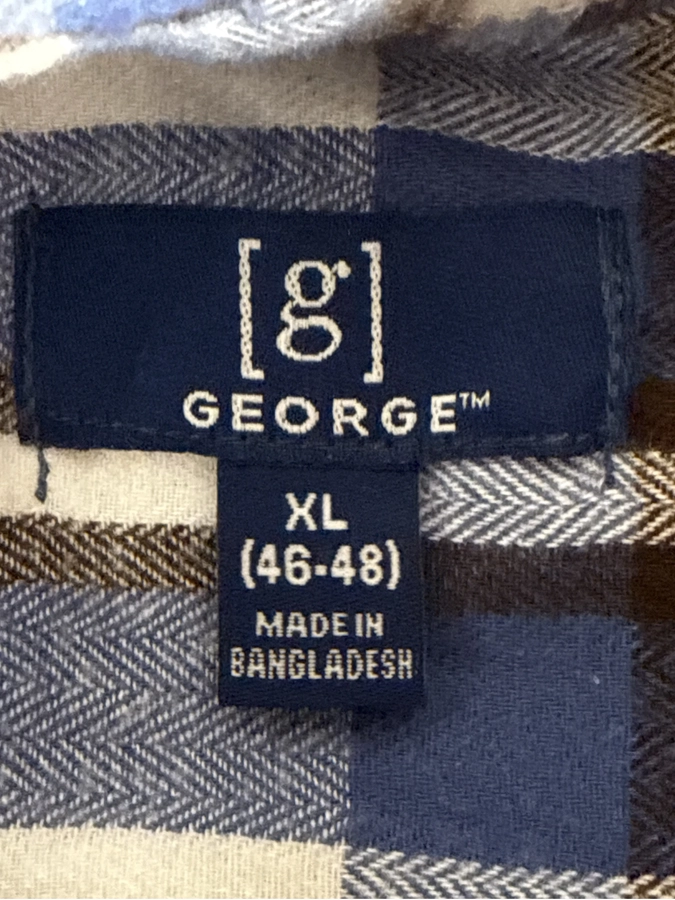 [g]
GEORGE™
XL
(46-48)
MADE IN
BANGLADESH